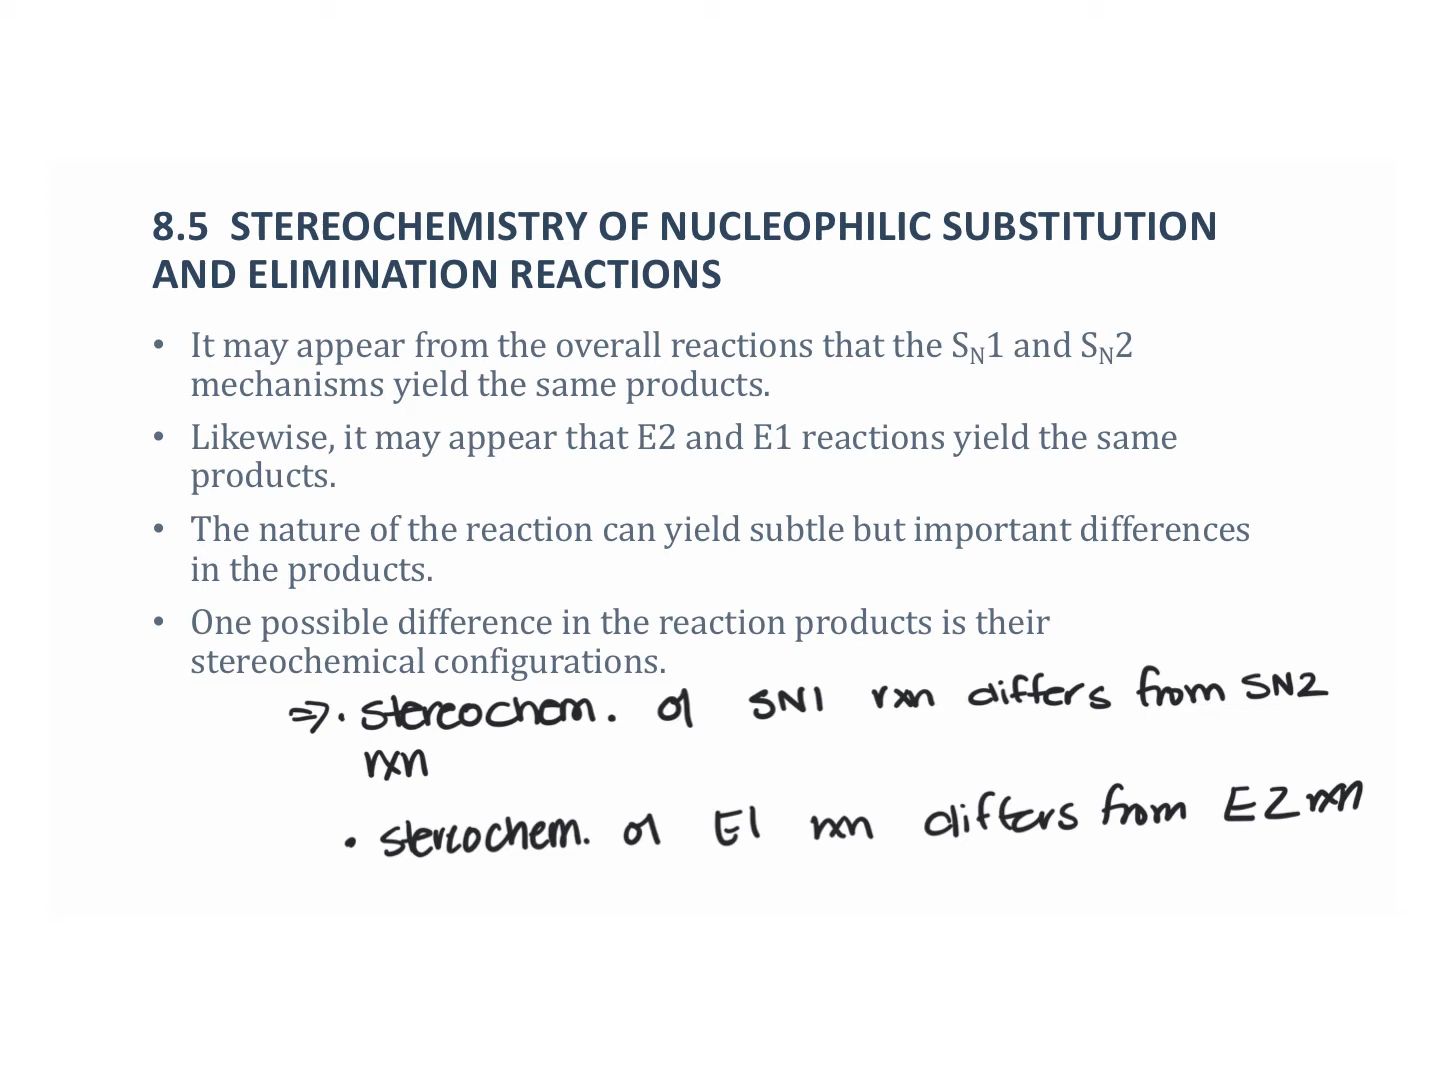 8.5 STEREOCHEMISTRY OF NUCLEOPHILIC SUBSTITUTION
AND ELIMINATION REACTIONS
• It may appear from the overall reactions that the SN1 and SN2
mechanisms yield the same products.
• Likewise, it may appear that E2 and E1 reactions yield the same
products.
• The nature of the reaction can yield subtle but important differences
in the products.
• One possible difference in the reaction products is their
stereochemical configurations.
⇒ • stereochem. of SN1 rxn differs from SN2
rxn
• stereochem. of E1 rxn differs from E2 rxn